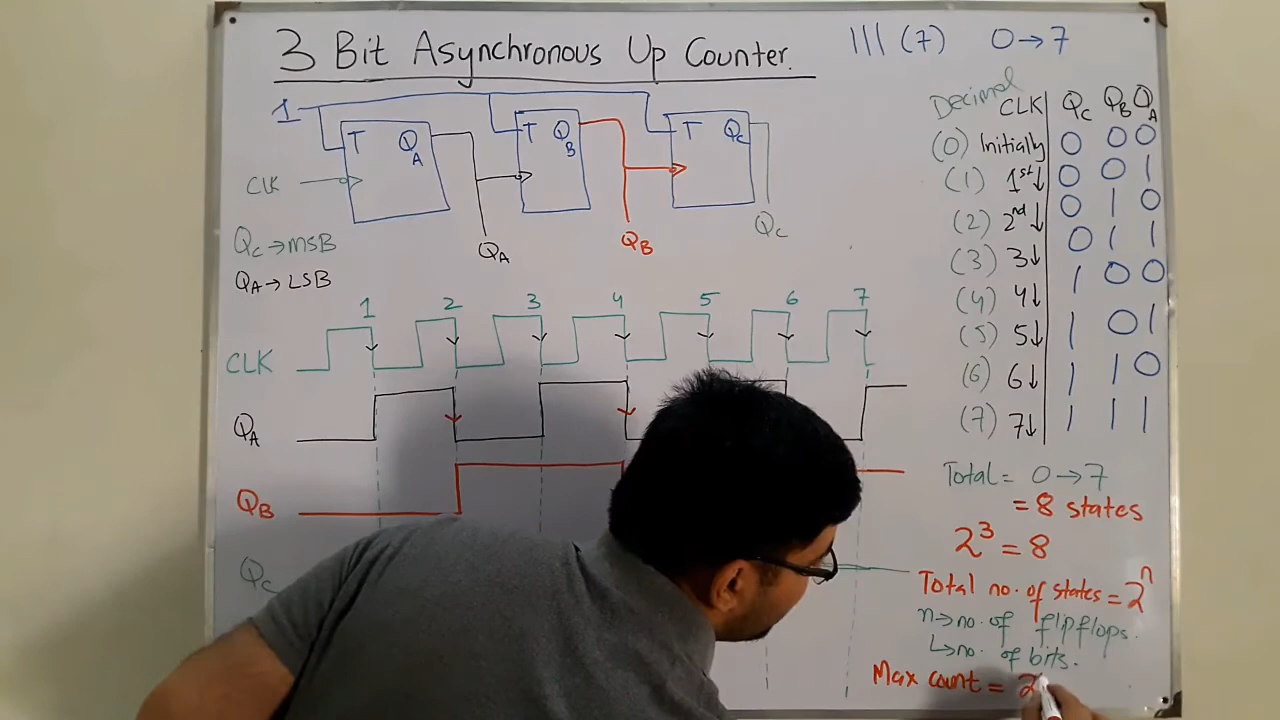 3 Bit Asynchronous Up Counter.
111 (7) 0→7
1 T QA T QB T QC
CLK
QA QB QC
QC→MSB
QA→LSB
1 2 3 4 5 6 7
CLK
QA
QB
QC
Decimal CLK QC QB QA
(0) Initially 0 0 0
(1) 1st↓ 0 0 1
(2) 2nd↓ 0 1 0
(3) 3↓ 0 1 1
(4) 4↓ 1 0 0
(5) 5↓ 1 0 1
(6) 6↓ 1 1 0
(7) 7↓ 1 1 1
Total = 0→7
= 8 states
2³ = 8
Total no. of states = 2ⁿ
n→no. of flipflops.
↳no. of bits.
Max count = 2